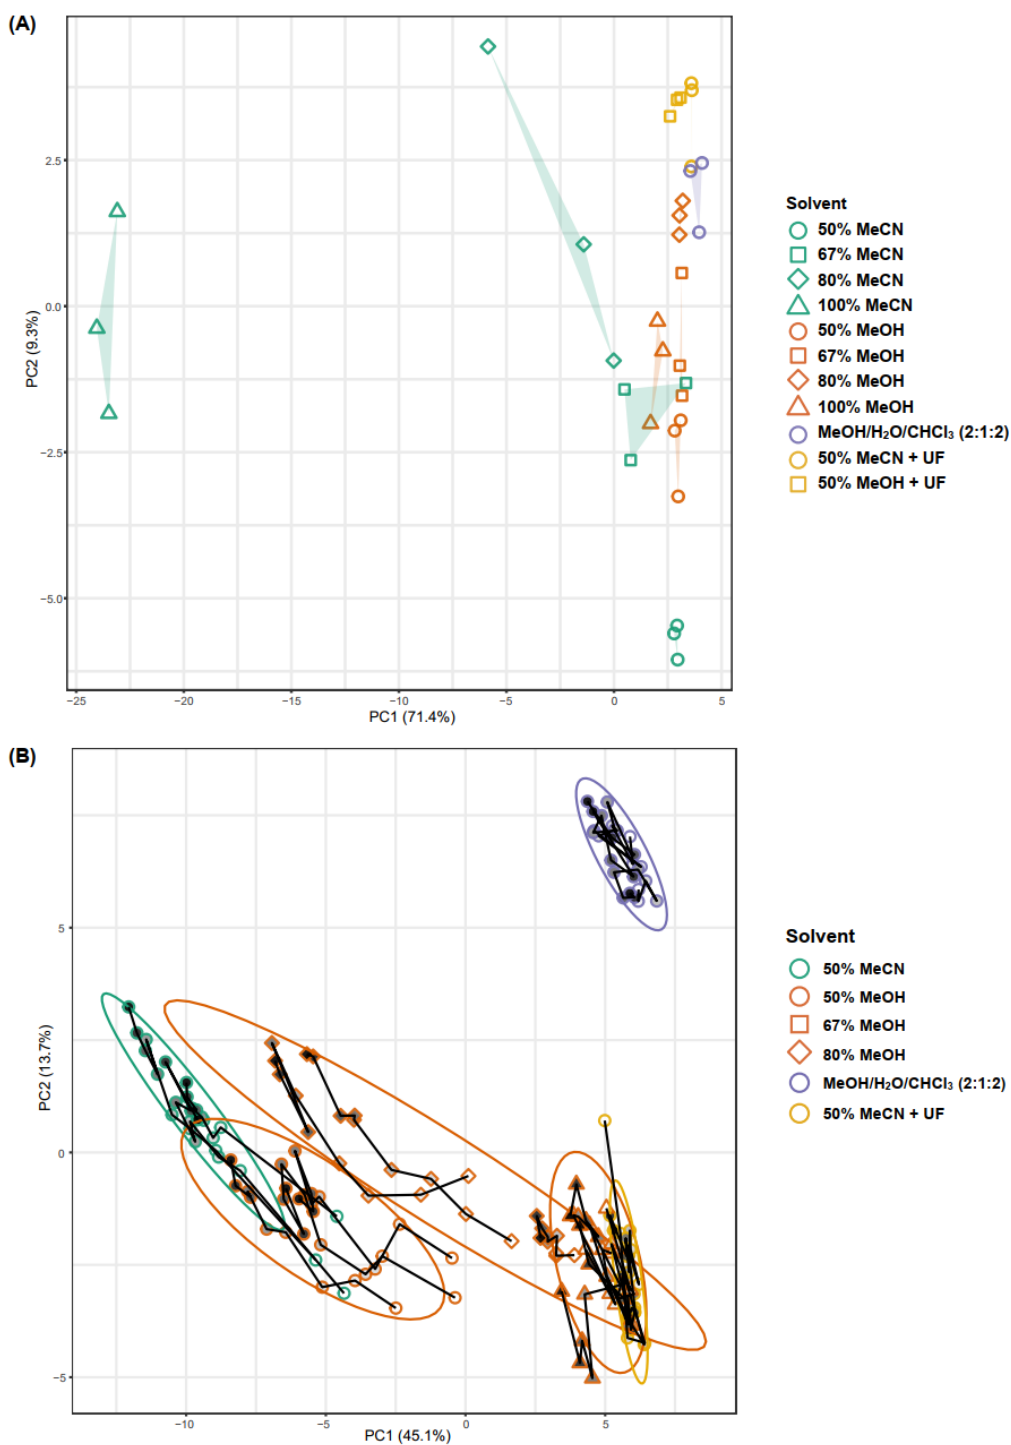 (A)
2.5
0.0
−2.5
−5.0
PC2 (9.3%)
−25 −20 −15 −10 −5 0 5
PC1 (71.4%)
Solvent
50% MeCN
67% MeCN
80% MeCN
100% MeCN
50% MeOH
67% MeOH
80% MeOH
100% MeOH
MeOH/H₂O/CHCl₃ (2:1:2)
50% MeCN + UF
50% MeOH + UF
(B)
5
0
−5
PC2 (13.7%)
−10 −5 0 5
PC1 (45.1%)
Solvent
50% MeCN
50% MeOH
67% MeOH
80% MeOH
MeOH/H₂O/CHCl₃ (2:1:2)
50% MeCN + UF